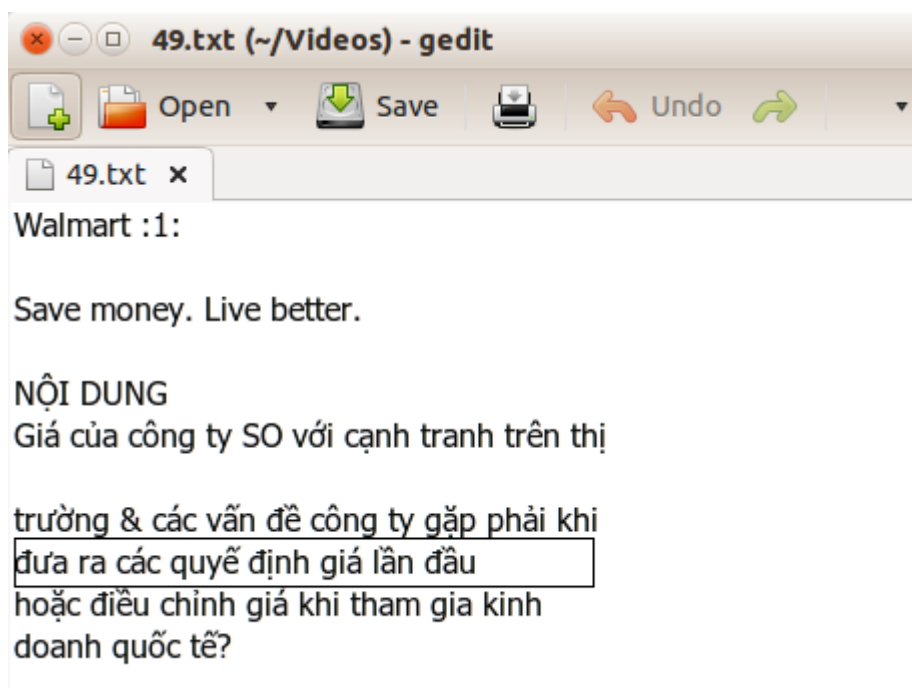 49.txt (~/Videos) - gedit
Open Save Undo
49.txt
Walmart :1:
Save money. Live better.
NỘI DUNG
Giá của công ty SO với cạnh tranh trên thị
trường & các vấn đề công ty gặp phải khi
đưa ra các quyế định giá lần đầu
hoặc điều chỉnh giá khi tham gia kinh
doanh quốc tế?